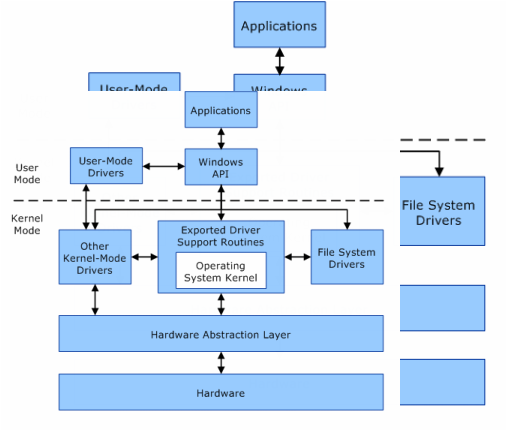 Applications
User-Mode
Windows
Applications
User-Mode
Drivers
Windows
API
User
Mode
Kernel
Mode
Exported Driver
Support Routines
Other
Kernel-Mode
Drivers
Operating
System Kernel
File System
Drivers
File System
Drivers
Hardware Abstraction Layer
Hardware